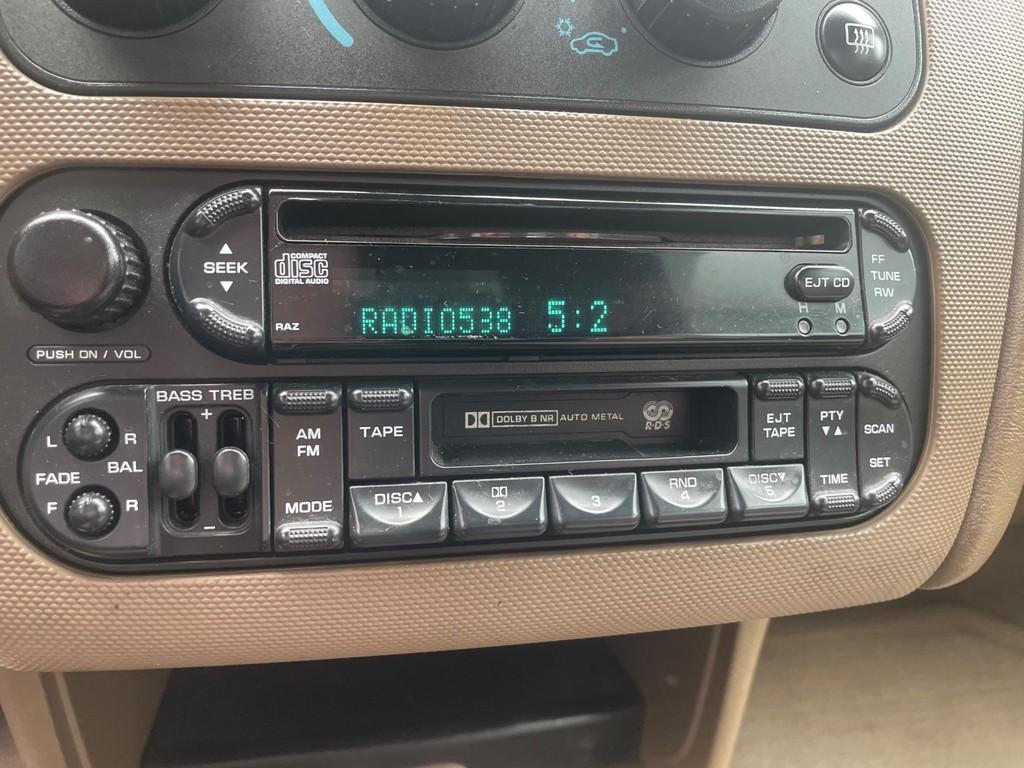 SEEK
COMPACT
disc
DIGITAL AUDIO
RAZ
RADIO538 5:2
EJT CD
H M
FF
TUNE
RW
PUSH ON / VOL
L R
FADE BAL
F R
BASS TREB
+
−
AM
FM
MODE
TAPE
DOLBY B NR AUTO METAL
R·D·S
EJT
TAPE
PTY
TIME
SCAN
SET
DISC
1
2
3
RND
4
DISC
5